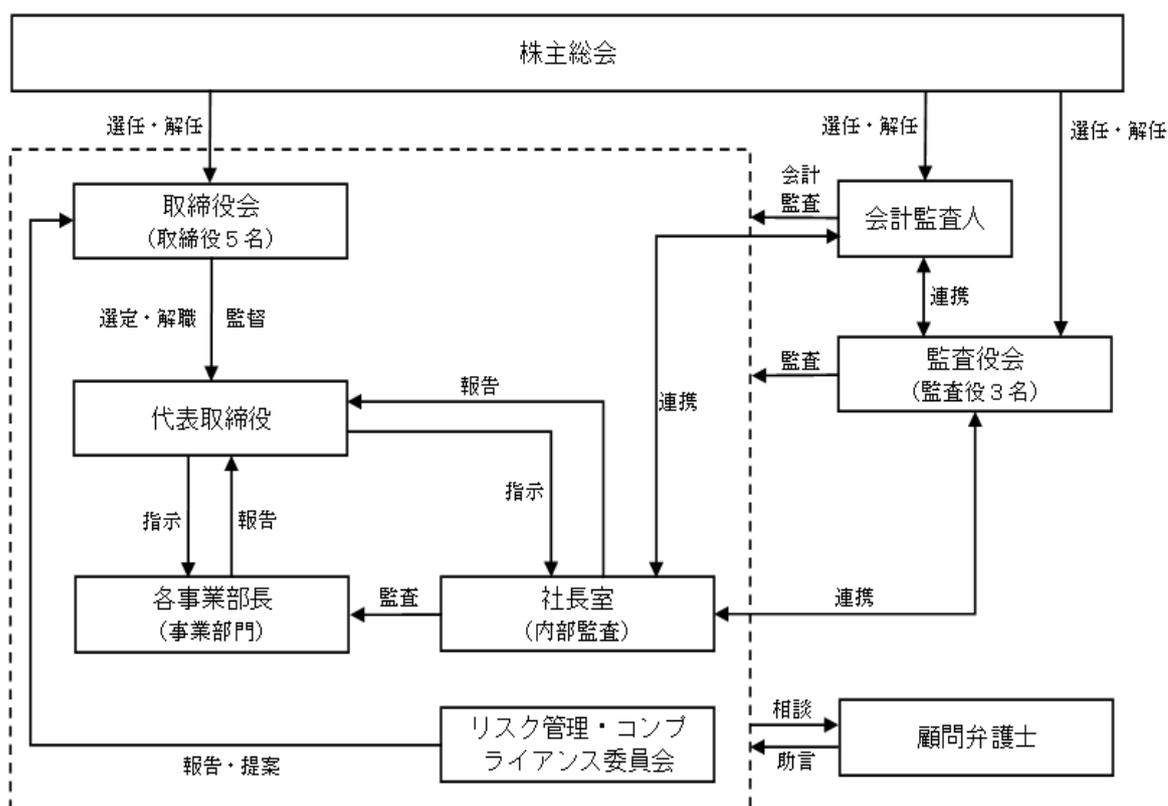 株主総会
選任・解任
選任・解任
選任・解任
取締役会
（取締役５名）
会計
監査
会計監査人
選定・解職
監督
連携
監査
監査役会
（監査役３名）
代表取締役
報告
連携
指示
指示
報告
各事業部長
（事業部門）
監査
社長室
（内部監査）
連携
リスク管理・コンプ
ライアンス委員会
報告・提案
相談
助言
顧問弁護士